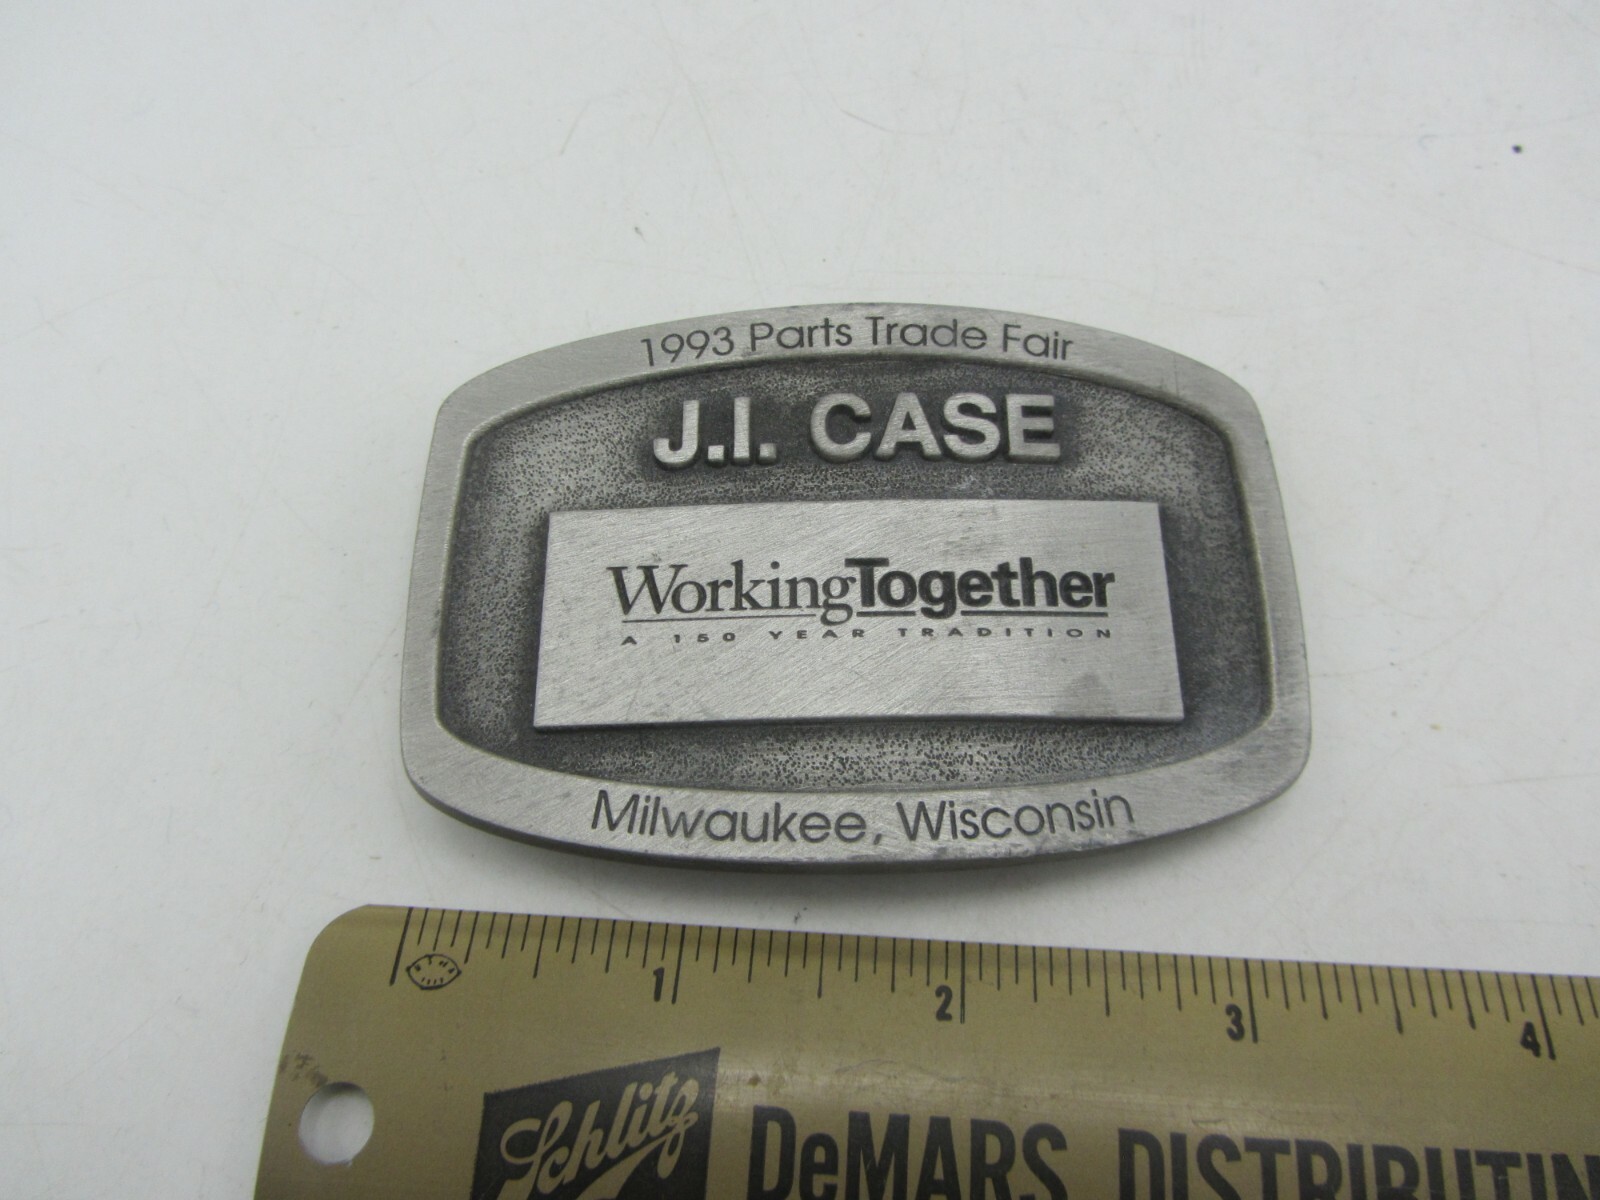 1993 Parts Trade Fair
J.I. CASE
WorkingTogether
A 150 YEAR TRADITION
Milwaukee, Wisconsin
1 2 3 4
Schlitz
DeMARS DISTRIBUTIN